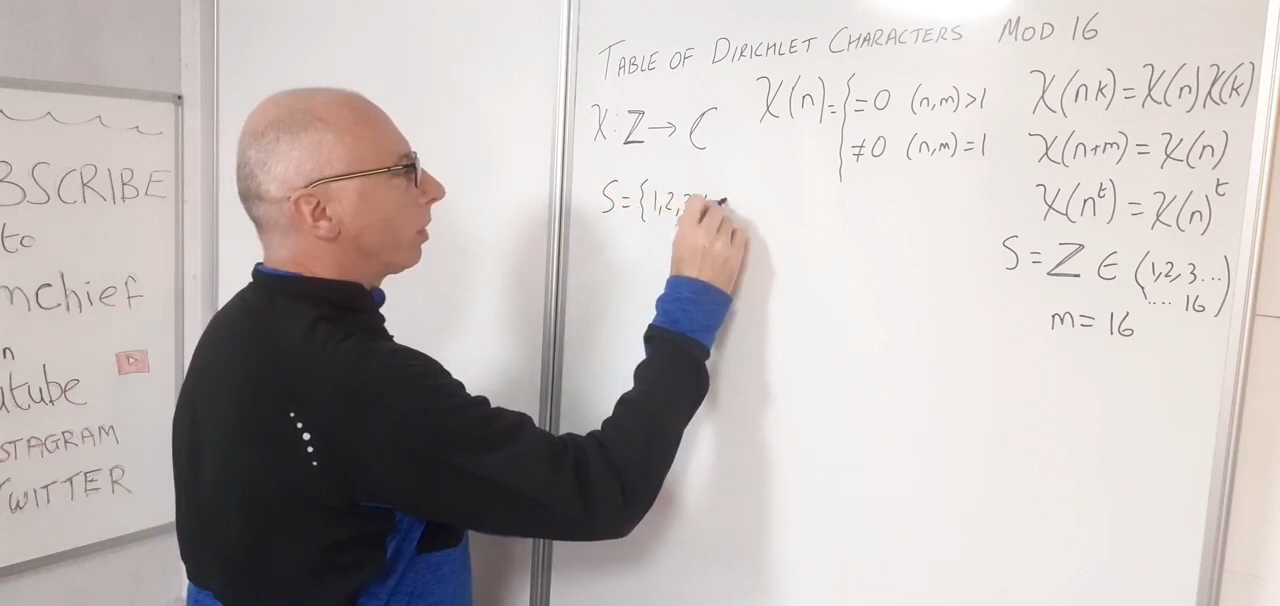 BSCRIBE
to
mchief
n
utube
STAGRAM
TWITTER
TABLE OF DIRICHLET CHARACTERS MOD 16
χ: ℤ → ℂ
χ(n) = { =0 (n,m)>1
≠0 (n,m)=1
χ(nk) = χ(n)χ(k)
χ(n+m) = χ(n)
χ(n^t) = χ(n)^t
S={1,2,
S = ℤ ∈ (1,2,3...
.... 16)
m = 16